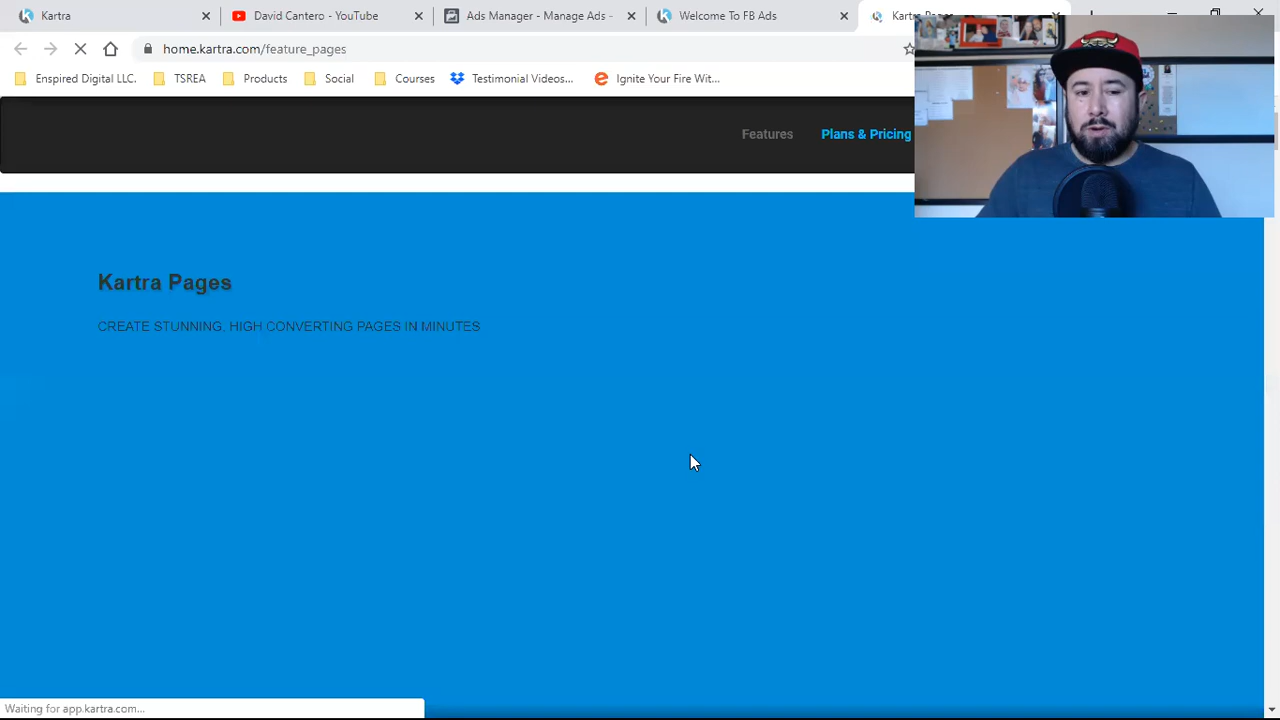 Kartra
David Cantero - YouTube
Ads Manager - Manage Ads -
Welcome To FB Ads
home.kartra.com/feature_pages
Enspired Digital LLC.
TSREA
Products
Courses
Testimonial Videos...
Ignite Your Fire Wit...
Features
Plans & Pricing
Kartra Pages
CREATE STUNNING, HIGH CONVERTING PAGES IN MINUTES
Waiting for app.kartra.com...